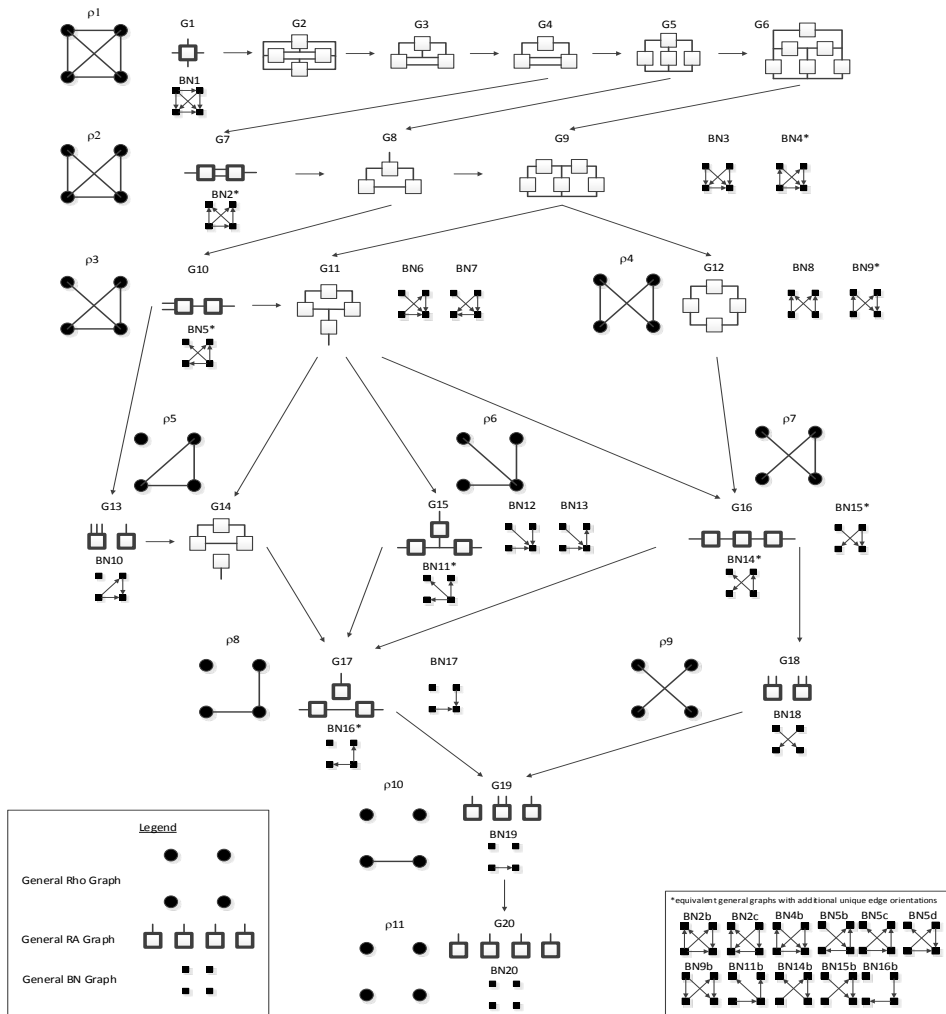 ρ1 G1 G2 G3 G4 G5 G6
BN1
ρ2 G7 G8 G9 BN3 BN4*
BN2*
ρ3 G10 G11 BN6 BN7 ρ4 G12 BN8 BN9*
BN5*
ρ5 ρ6 ρ7
G13 G14 G15 BN12 BN13 G16 BN15*
BN10 BN11* BN14*
ρ8 G17 BN17 ρ9 G18
BN16* BN18
ρ10 G19
BN19
ρ11 G20
BN20
Legend
General Rho Graph
General RA Graph
General BN Graph
*equivalent general graphs with additional unique edge orientations
BN2b BN2c BN4b BN5b BN5c BN5d
BN9b BN11b BN14b BN15b BN16b